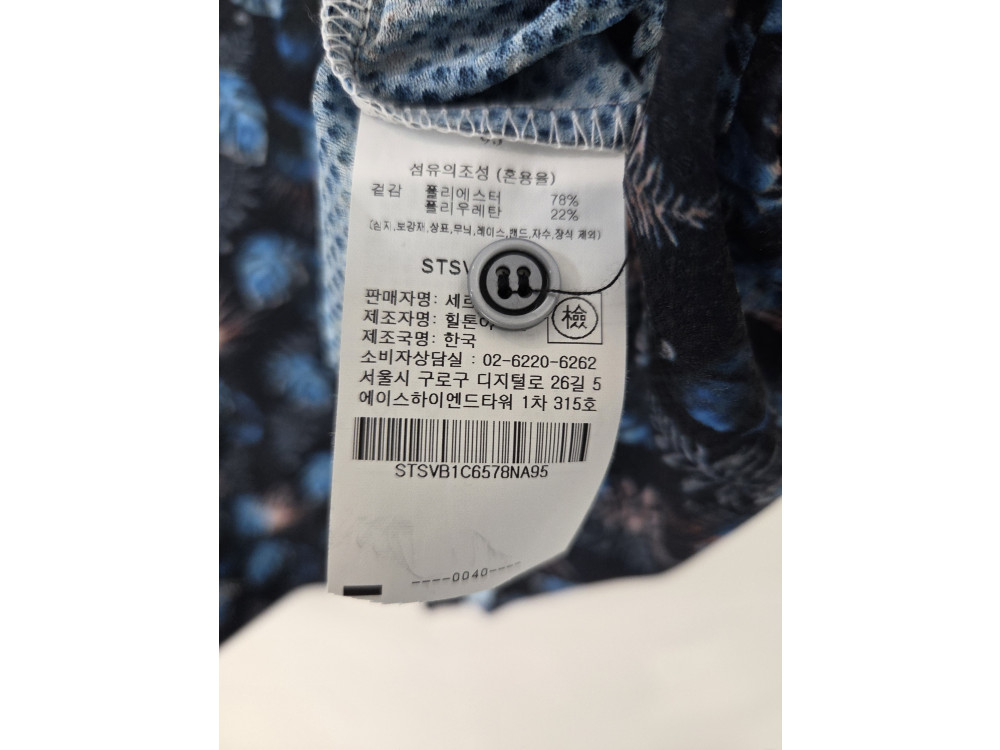 섬유의조성 (혼용율)
겉감 폴리에스터 78%
폴리우레탄 22%
(심지,보강재,상표,무늬,레이스,밴드,자수,장식 제외)
STSV
판매자명: 세르
제조자명: 힐톤
檢
제조국명: 한국
소비자상담실 : 02-6220-6262
서울시 구로구 디지털로 26길 5
에이스하이엔드타워 1차 315호
STSVB1C6578NA95
----0040----